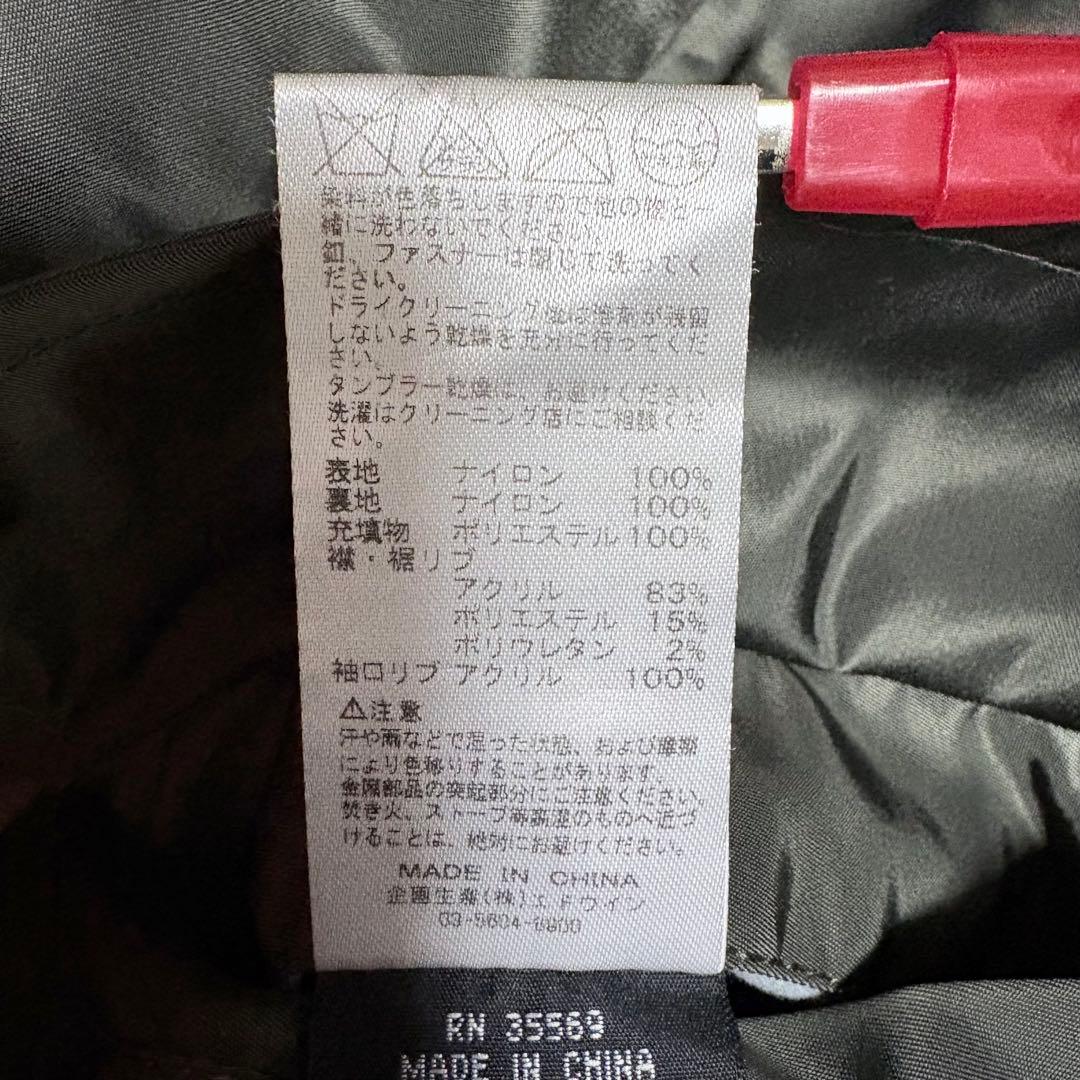 染料が色落ちしますので他の物と一
緒に洗わないでください。
釦、ファスナーは閉じて洗ってく
ださい。
ドライクリーニング後は溶剤が残留
しないよう乾燥を充分に行ってくだ
さい。
タンブラー乾燥は、お避けください。
洗濯はクリーニング店にご相談くだ
さい。
表地 ナイロン 100%
裏地 ナイロン 100%
充填物 ポリエステル 100%
襟・裾リブ
アクリル 83%
ポリエステル 15%
ポリウレタン 2%
袖口リブ アクリル 100%
⚠注意
汗や雨などで湿った状態、および摩擦
により色移りすることがあります。
金属部品の突起部分にご注意ください。
焚き火、ストーブ等高温のものへ近づ
けることは、絶対にお避けください。
MADE IN CHINA
企画生産(株)エドウイン
03-5604-8900
RN 35569
MADE IN CHINA